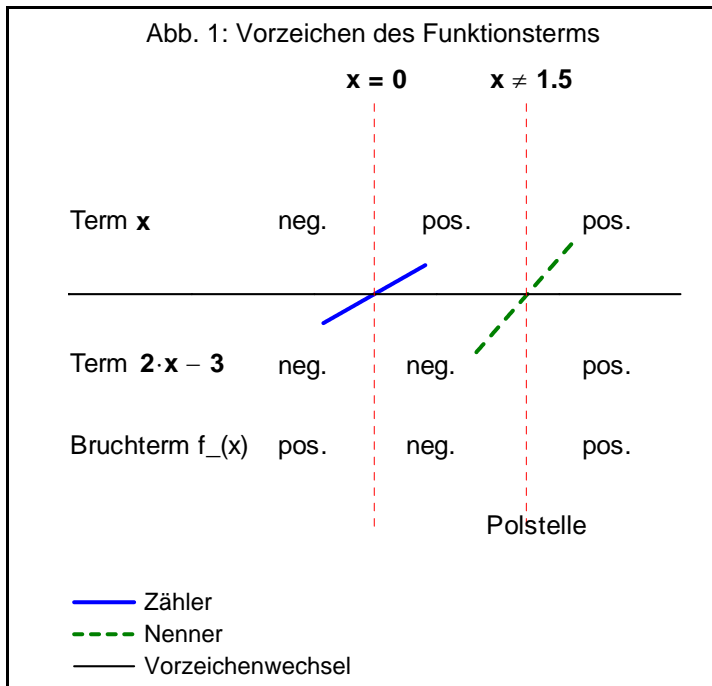 Abb. 1: Vorzeichen des Funktionsterms
x = 0 x ≠ 1.5
Term x neg. pos. pos.
Term 2·x − 3 neg. neg. pos.
Bruchterm f_(x) pos. neg. pos.
Polstelle
Zähler
Nenner
Vorzeichenwechsel